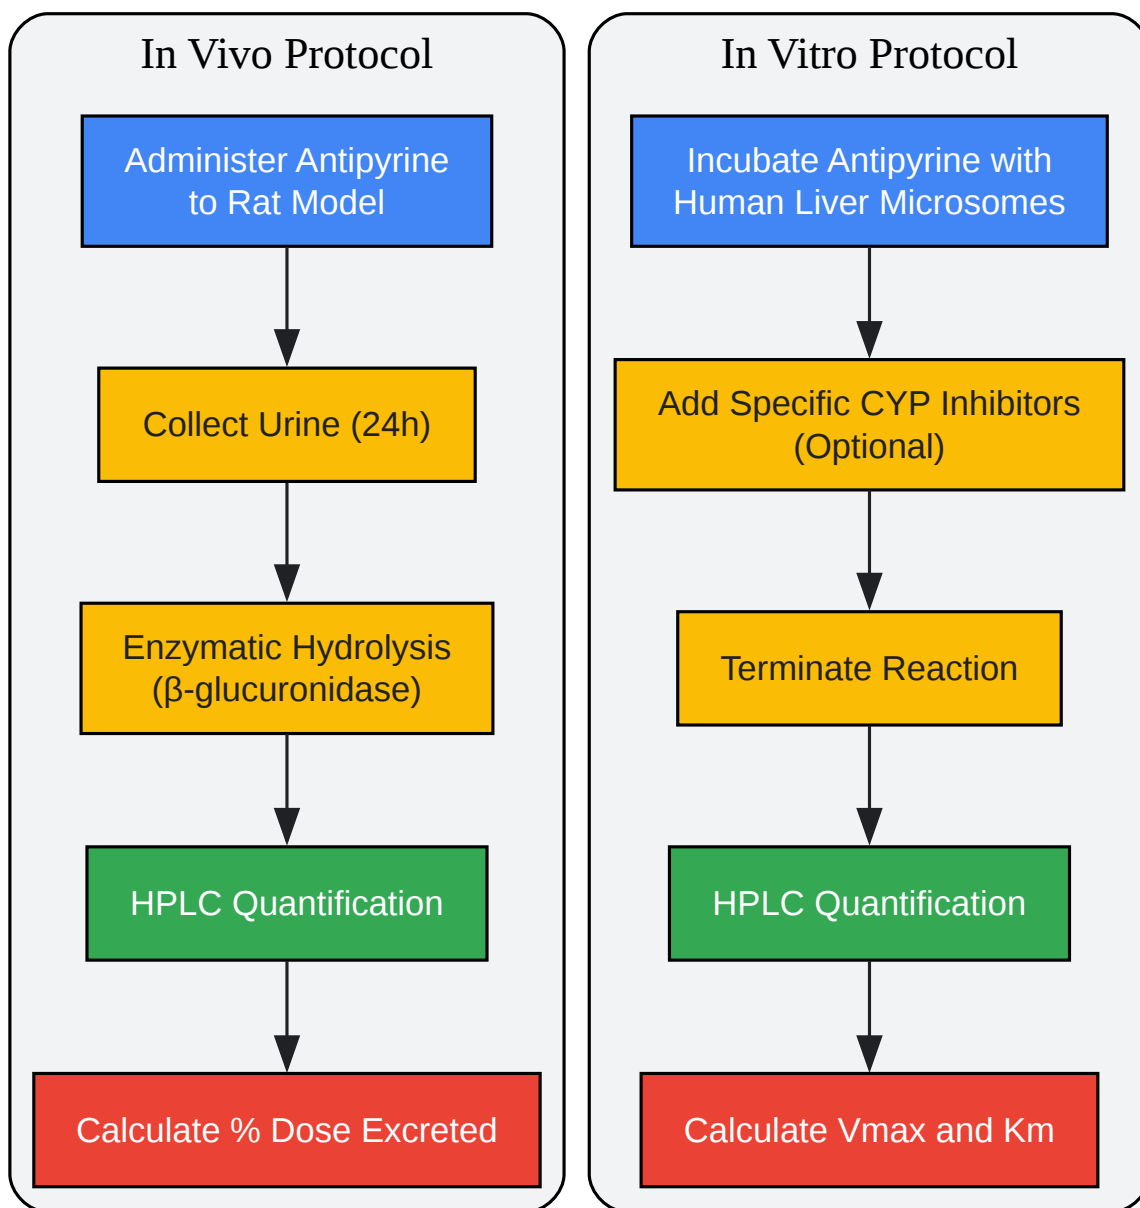 In Vivo Protocol
Administer Antipyrine
to Rat Model
Collect Urine (24h)
Enzymatic Hydrolysis
(β-glucuronidase)
HPLC Quantification
Calculate % Dose Excreted
In Vitro Protocol
Incubate Antipyrine with
Human Liver Microsomes
Add Specific CYP Inhibitors
(Optional)
Terminate Reaction
HPLC Quantification
Calculate Vmax and Km